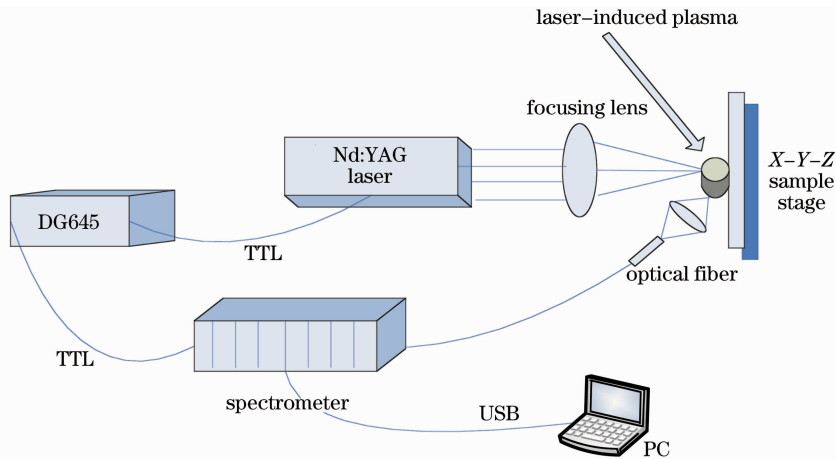 laser-induced plasma
focusing lens
Nd:YAG
laser
X-Y-Z
sample
stage
DG645
TTL
optical fiber
TTL
spectrometer
USB
PC